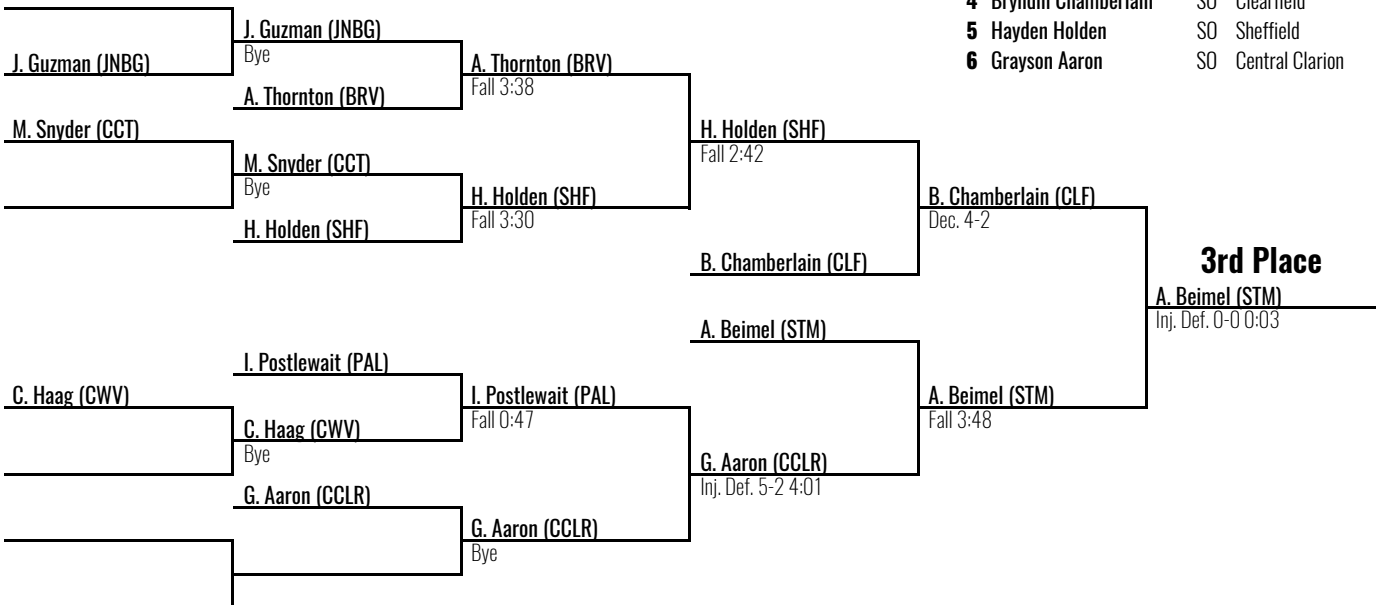 4 Bryndin Chamberlain SO Clearfield
5 Hayden Holden SO Sheffield
6 Grayson Aaron SO Central Clarion
J. Guzman (JNBG)
J. Guzman (JNBG)
Bye
A. Thornton (BRV)
A. Thornton (BRV)
Fall 3:38
M. Snyder (CCT)
M. Snyder (CCT)
Bye
H. Holden (SHF)
H. Holden (SHF)
Fall 3:30
H. Holden (SHF)
Fall 2:42
B. Chamberlain (CLF)
B. Chamberlain (CLF)
Dec. 4-2
3rd Place
A. Beimel (STM)
Inj. Def. 0-0 0:03
A. Beimel (STM)
A. Beimel (STM)
Fall 3:48
I. Postlewait (PAL)
C. Haag (CWV)
C. Haag (CWV)
Bye
I. Postlewait (PAL)
Fall 0:47
G. Aaron (CCLR)
Inj. Def. 5-2 4:01
G. Aaron (CCLR)
G. Aaron (CCLR)
Bye